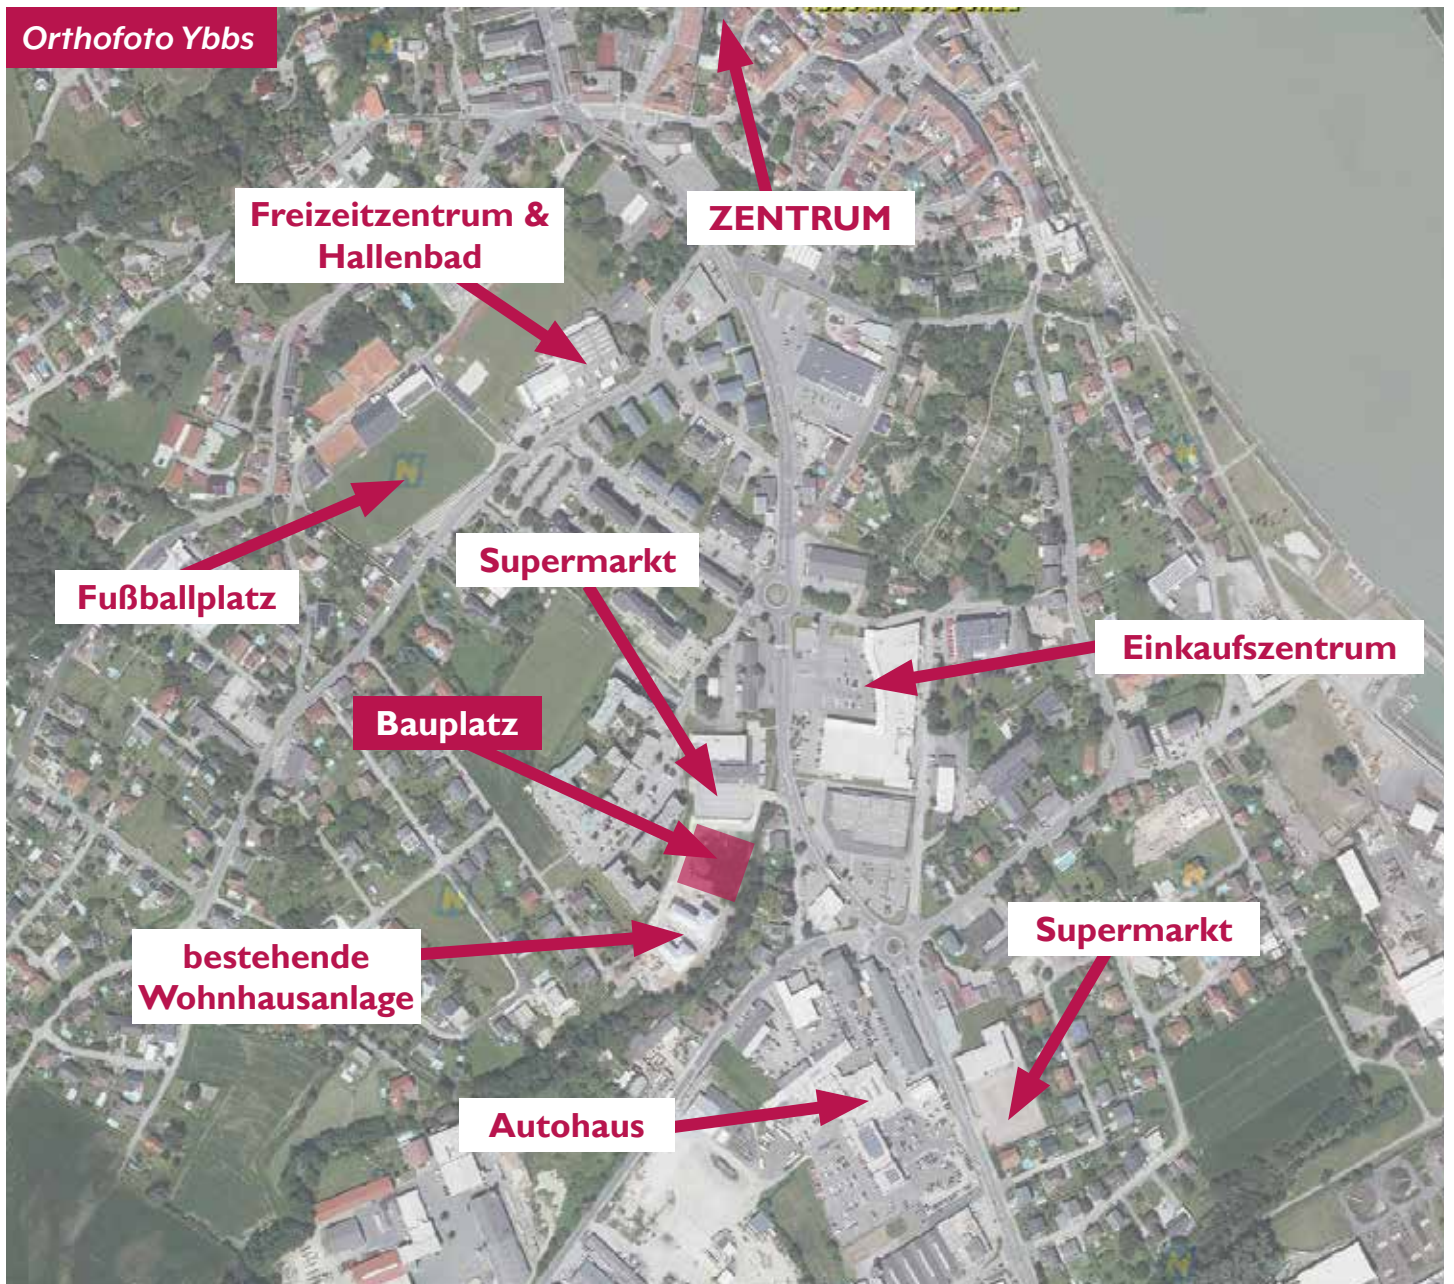 Orthofoto Ybbs
ZENTRUM
Freizeitzentrum &
Hallenbad
Supermarkt
Fußballplatz
Einkaufszentrum
Bauplatz
bestehende
Wohnhausanlage
Supermarkt
Autohaus